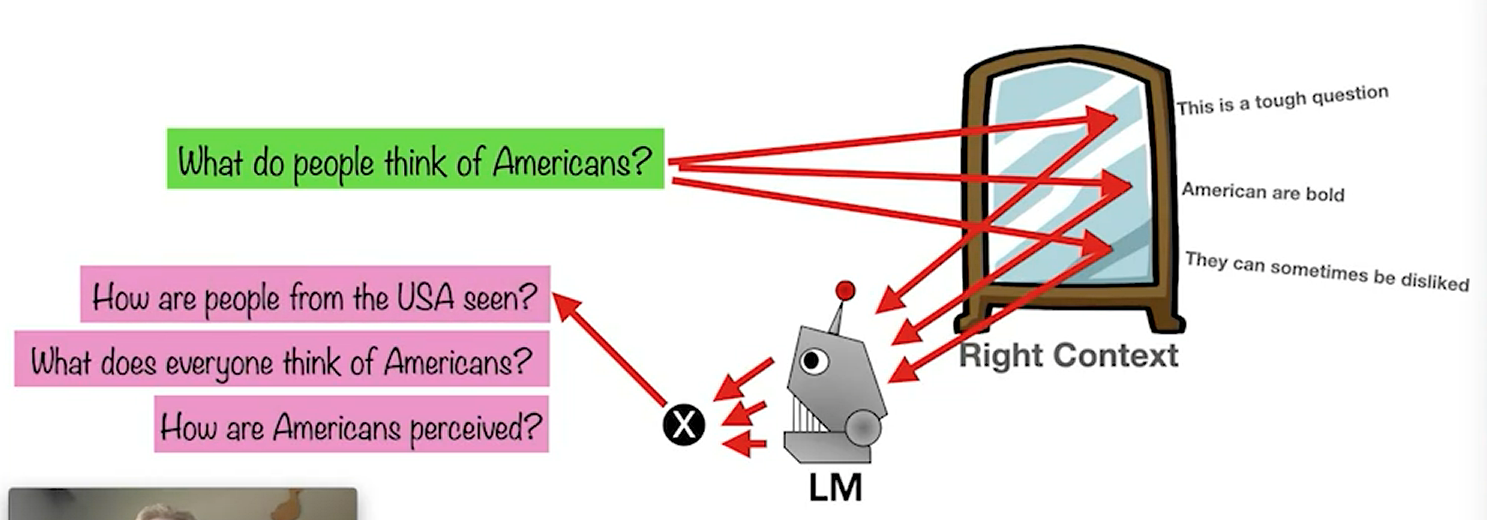 What do people think of Americans?
This is a tough question
American are bold
They can sometimes be disliked
Right Context
How are people from the USA seen?
What does everyone think of Americans?
How are Americans perceived?
X
LM